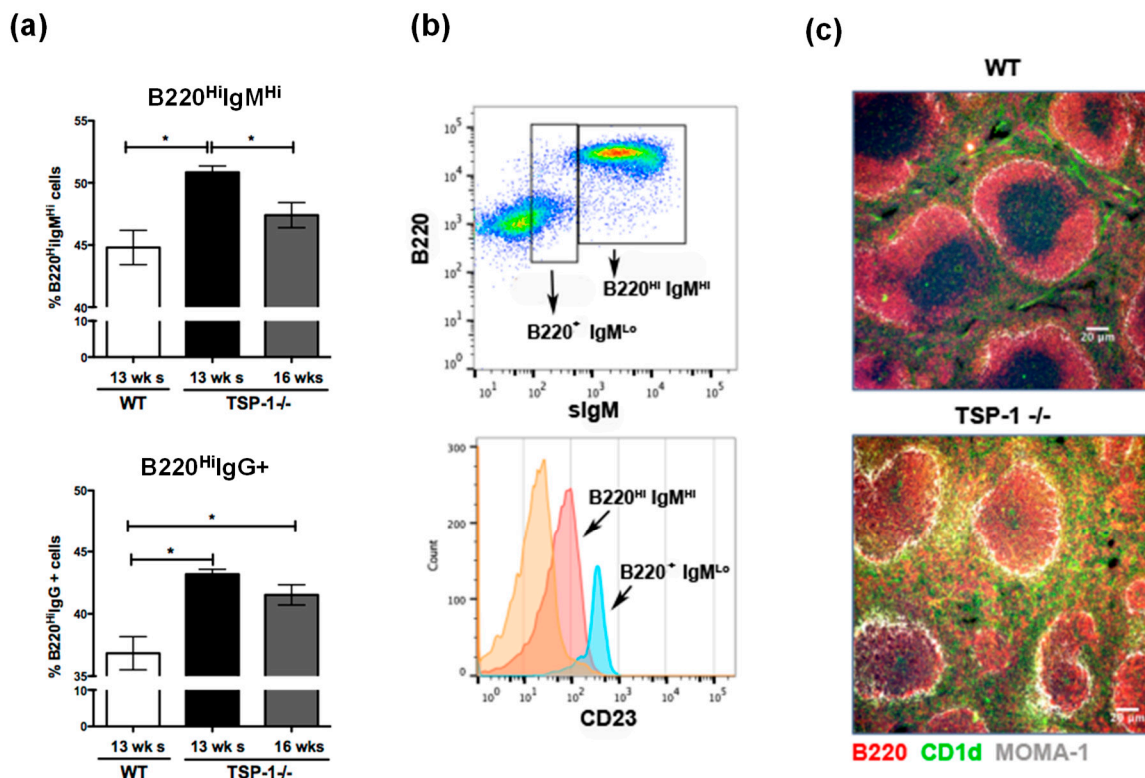 (a)
B220HiIgMHi
55
50
45
40
10
0
% B220HiIgMHi cells
*
*
13 wk s
13 wk s
16 wks
WT
TSP-1-/-
B220HiIgG+
50
45
40
35
10
0
% B220HiIgG + cells
*
*
13 wk s
13 wk s
16 wks
WT
TSP-1-/-
(b)
10⁵
10⁴
10³
10²
10¹
10⁰
B220
B220HI IgMHI
B220+ IgMLo
10¹ 10² 10³ 10⁴ 10⁵
sIgM
300
200
100
0
Count
B220HI IgMHI
B220+ IgMLo
10⁰ 10¹ 10² 10³ 10⁴ 10⁵
CD23
(c)
WT
20 μm
TSP-1 -/-
20 μm
B220 CD1d MOMA-1